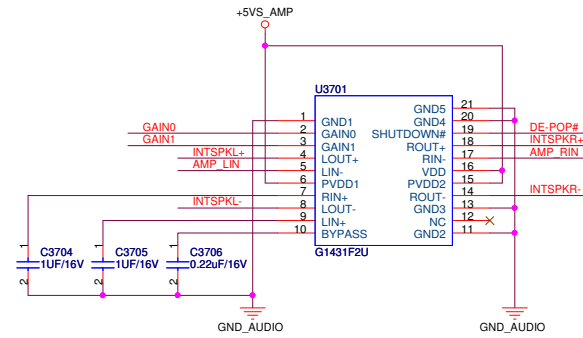 +5VS_AMP
U3701
1 GND1
GAIN0 2 GAIN0
GAIN1 3 GAIN1
INTSPKL+ 4 LOUT+
AMP_LIN 5 LIN-
6 PVDD1
7 RIN+
INTSPKL- 8 LOUT-
9 LIN+
10 BYPASS
GND5 21
GND4 20
SHUTDOWN# 19 DE-POP#
ROUT+ 18 INTSPKR+
RIN- 17 AMP_RIN
VDD 16
PVDD2 15
ROUT- 14 INTSPKR-
GND3 13
NC 12
GND2 11
G1431F2U
1 C3704 1UF/16V 2
1 C3705 1UF/16V 2
1 C3706 0.22uF/16V 2
GND_AUDIO
GND_AUDIO